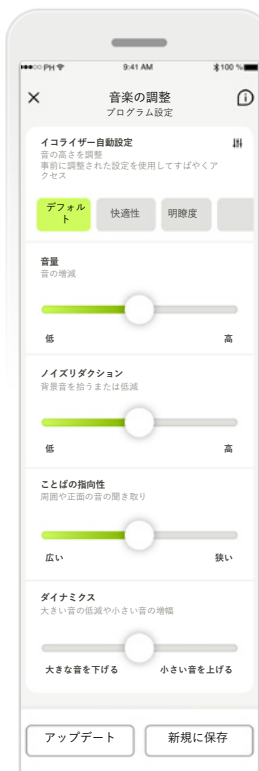 PH 9:41 AM 100 %
音楽の調整
プログラム設定
イコライザー自動設定
音の高さを調整
事前に調整された設定を使用してすばやくア
クセス
デフォル
ト
快適性
明瞭度
音量
音の増減
低 高
ノイズリダクション
背景音を拾うまたは低減
低 高
ことばの指向性
周囲や正面の音の聞き取り
広い 狭い
ダイナミクス
大きい音の低減や小さい音の増幅
大きな音を下げる 小さい音を上げる
アップデート 新規に保存